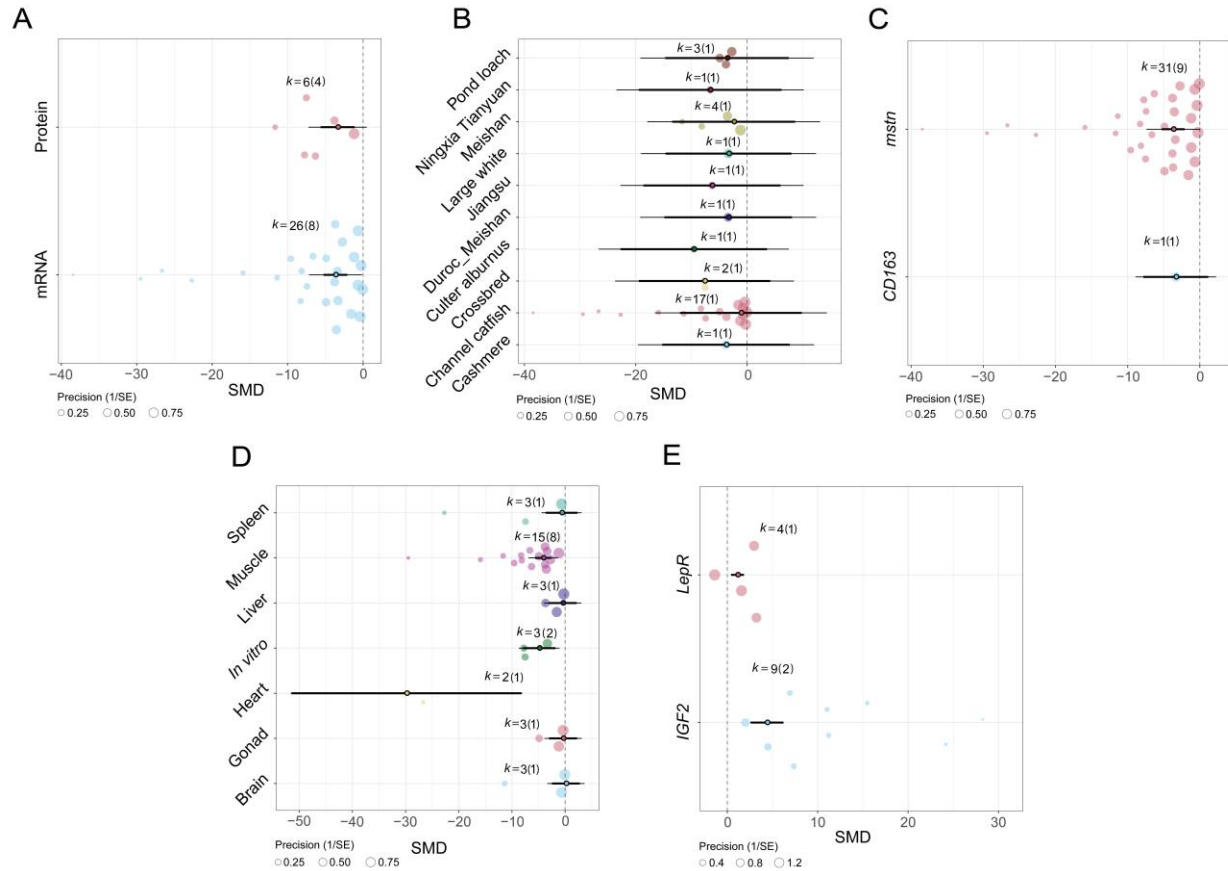 A
Protein
mRNA
k=6(4)
k=26(8)
−40 −30 −20 −10 0
SMD
Precision (1/SE)
0.25 0.50 0.75
B
Pond loach
Ningxia Tianyuan
Meishan
Large white
Jiangsu
Duroc_Meishan
Culter alburnus
Crossbred
Channel catfish
Cashmere
k=3(1)
k=1(1)
k=4(1)
k=1(1)
k=1(1)
k=1(1)
k=1(1)
k=2(1)
k=17(1)
k=1(1)
−40 −20 0
SMD
Precision (1/SE)
0.25 0.50 0.75
C
mstn
CD163
k=31(9)
k=1(1)
−40 −30 −20 −10 0
SMD
Precision (1/SE)
0.25 0.50 0.75
D
Spleen
Muscle
Liver
In vitro
Heart
Gonad
Brain
k=3(1)
k=15(8)
k=3(1)
k=3(2)
k=2(1)
k=3(1)
k=3(1)
−50 −40 −30 −20 −10 0
SMD
Precision (1/SE)
0.25 0.50 0.75
E
LepR
IGF2
k=4(1)
k=9(2)
0 10 20 30
SMD
Precision (1/SE)
0.4 0.8 1.2